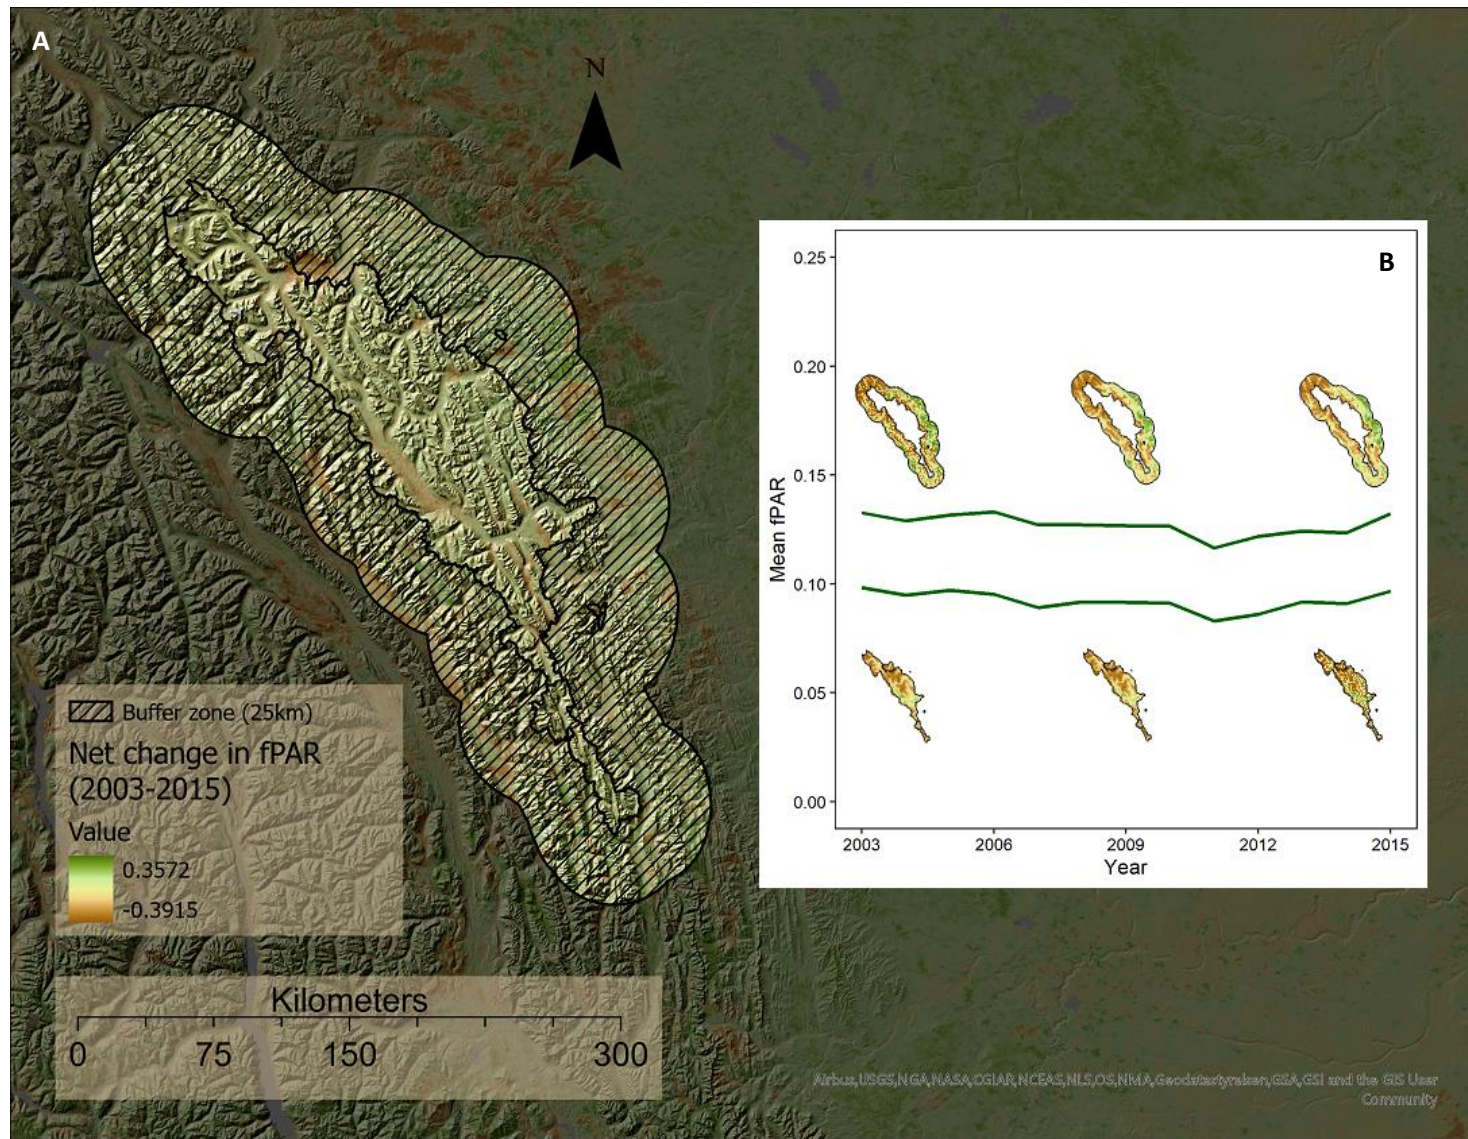 A
N
B
0.25
0.20
0.15
0.10
0.05
0.00
Mean fPAR
2003 2006 2009 2012 2015
Year
Buffer zone (25km)
Net change in fPAR
(2003-2015)
Value
0.3572
-0.3915
Kilometers
0 75 150 300
Airbus,USGS,NGA,NASA,CGIAR,NCEAS,NLS,OS,NMA,Geodatastyrelsen,GSA,GSI and the GIS User
Community